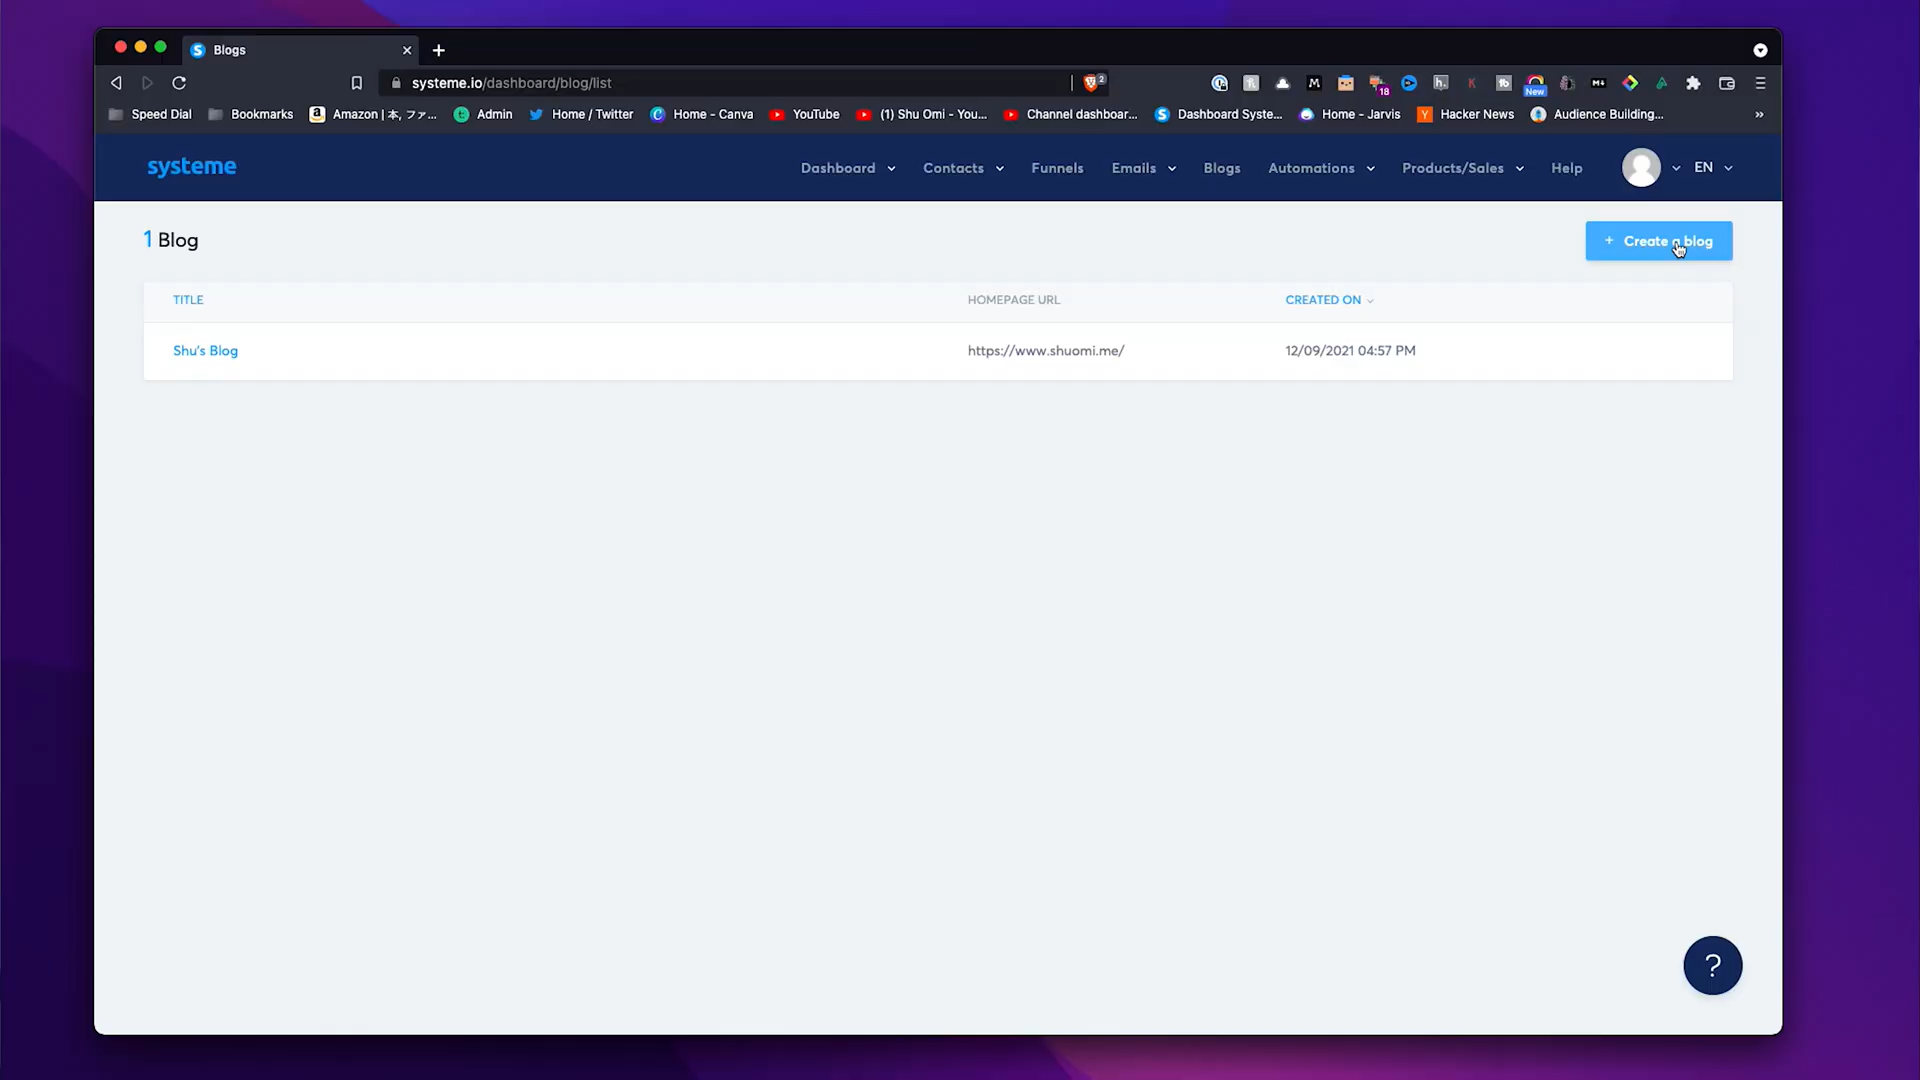 Blogs
systeme.io/dashboard/blog/list
2
18
New
Speed Dial
Bookmarks
Amazon | 本, ファ...
Admin
Home / Twitter
Home - Canva
YouTube
(1) Shu Omi - You...
Channel dashboar...
Dashboard Syste...
Home - Jarvis
Hacker News
Audience Building...
»
systeme
Dashboard
Contacts
Funnels
Emails
Blogs
Automations
Products/Sales
Help
EN
1 Blog
+ Create a blog
TITLE
HOMEPAGE URL
CREATED ON
Shu's Blog
https://www.shuomi.me/
12/09/2021 04:57 PM
?